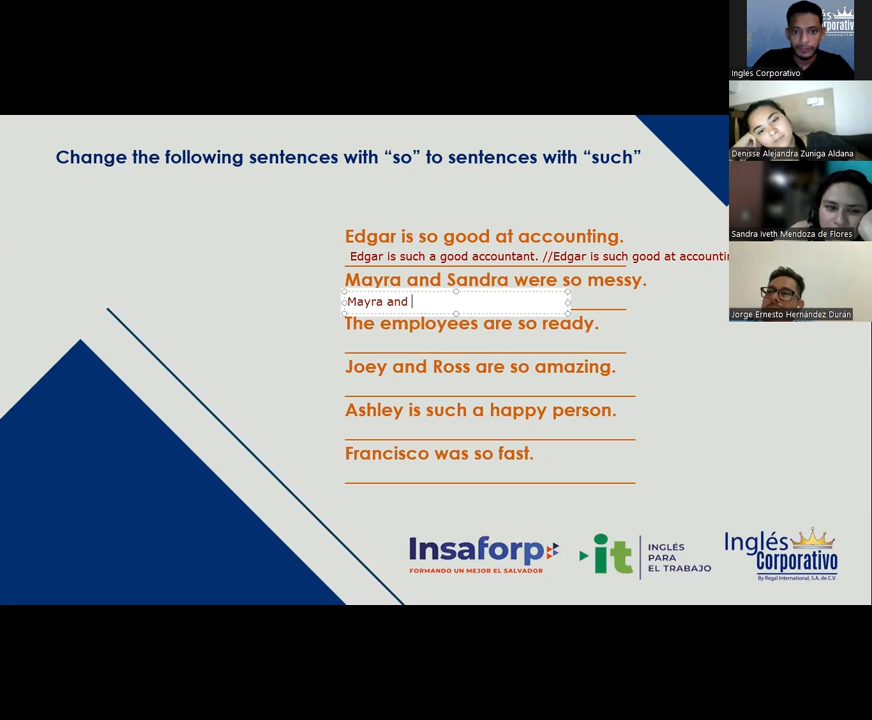 Inglés Corporativo
Denisse Alejandra Zuniga Aldana
Sandra Iveth Mendoza de Flores
Jorge Ernesto Hernández Durán
Change the following sentences with “so” to sentences with “such”
Edgar is so good at accounting.
Edgar is such a good accountant. //Edgar is such good at
Mayra and Sandra were so messy.
Mayra and
The employees are so ready.
Joey and Ross are so amazing.
Ashley is such a happy person.
Francisco was so fast.
Insaforp
FORMANDO UN MEJOR EL SALVADOR
it
INGLÉS
PARA
EL TRABAJO
Inglés
Corporativo
By Regal International, S.A. de C.V.